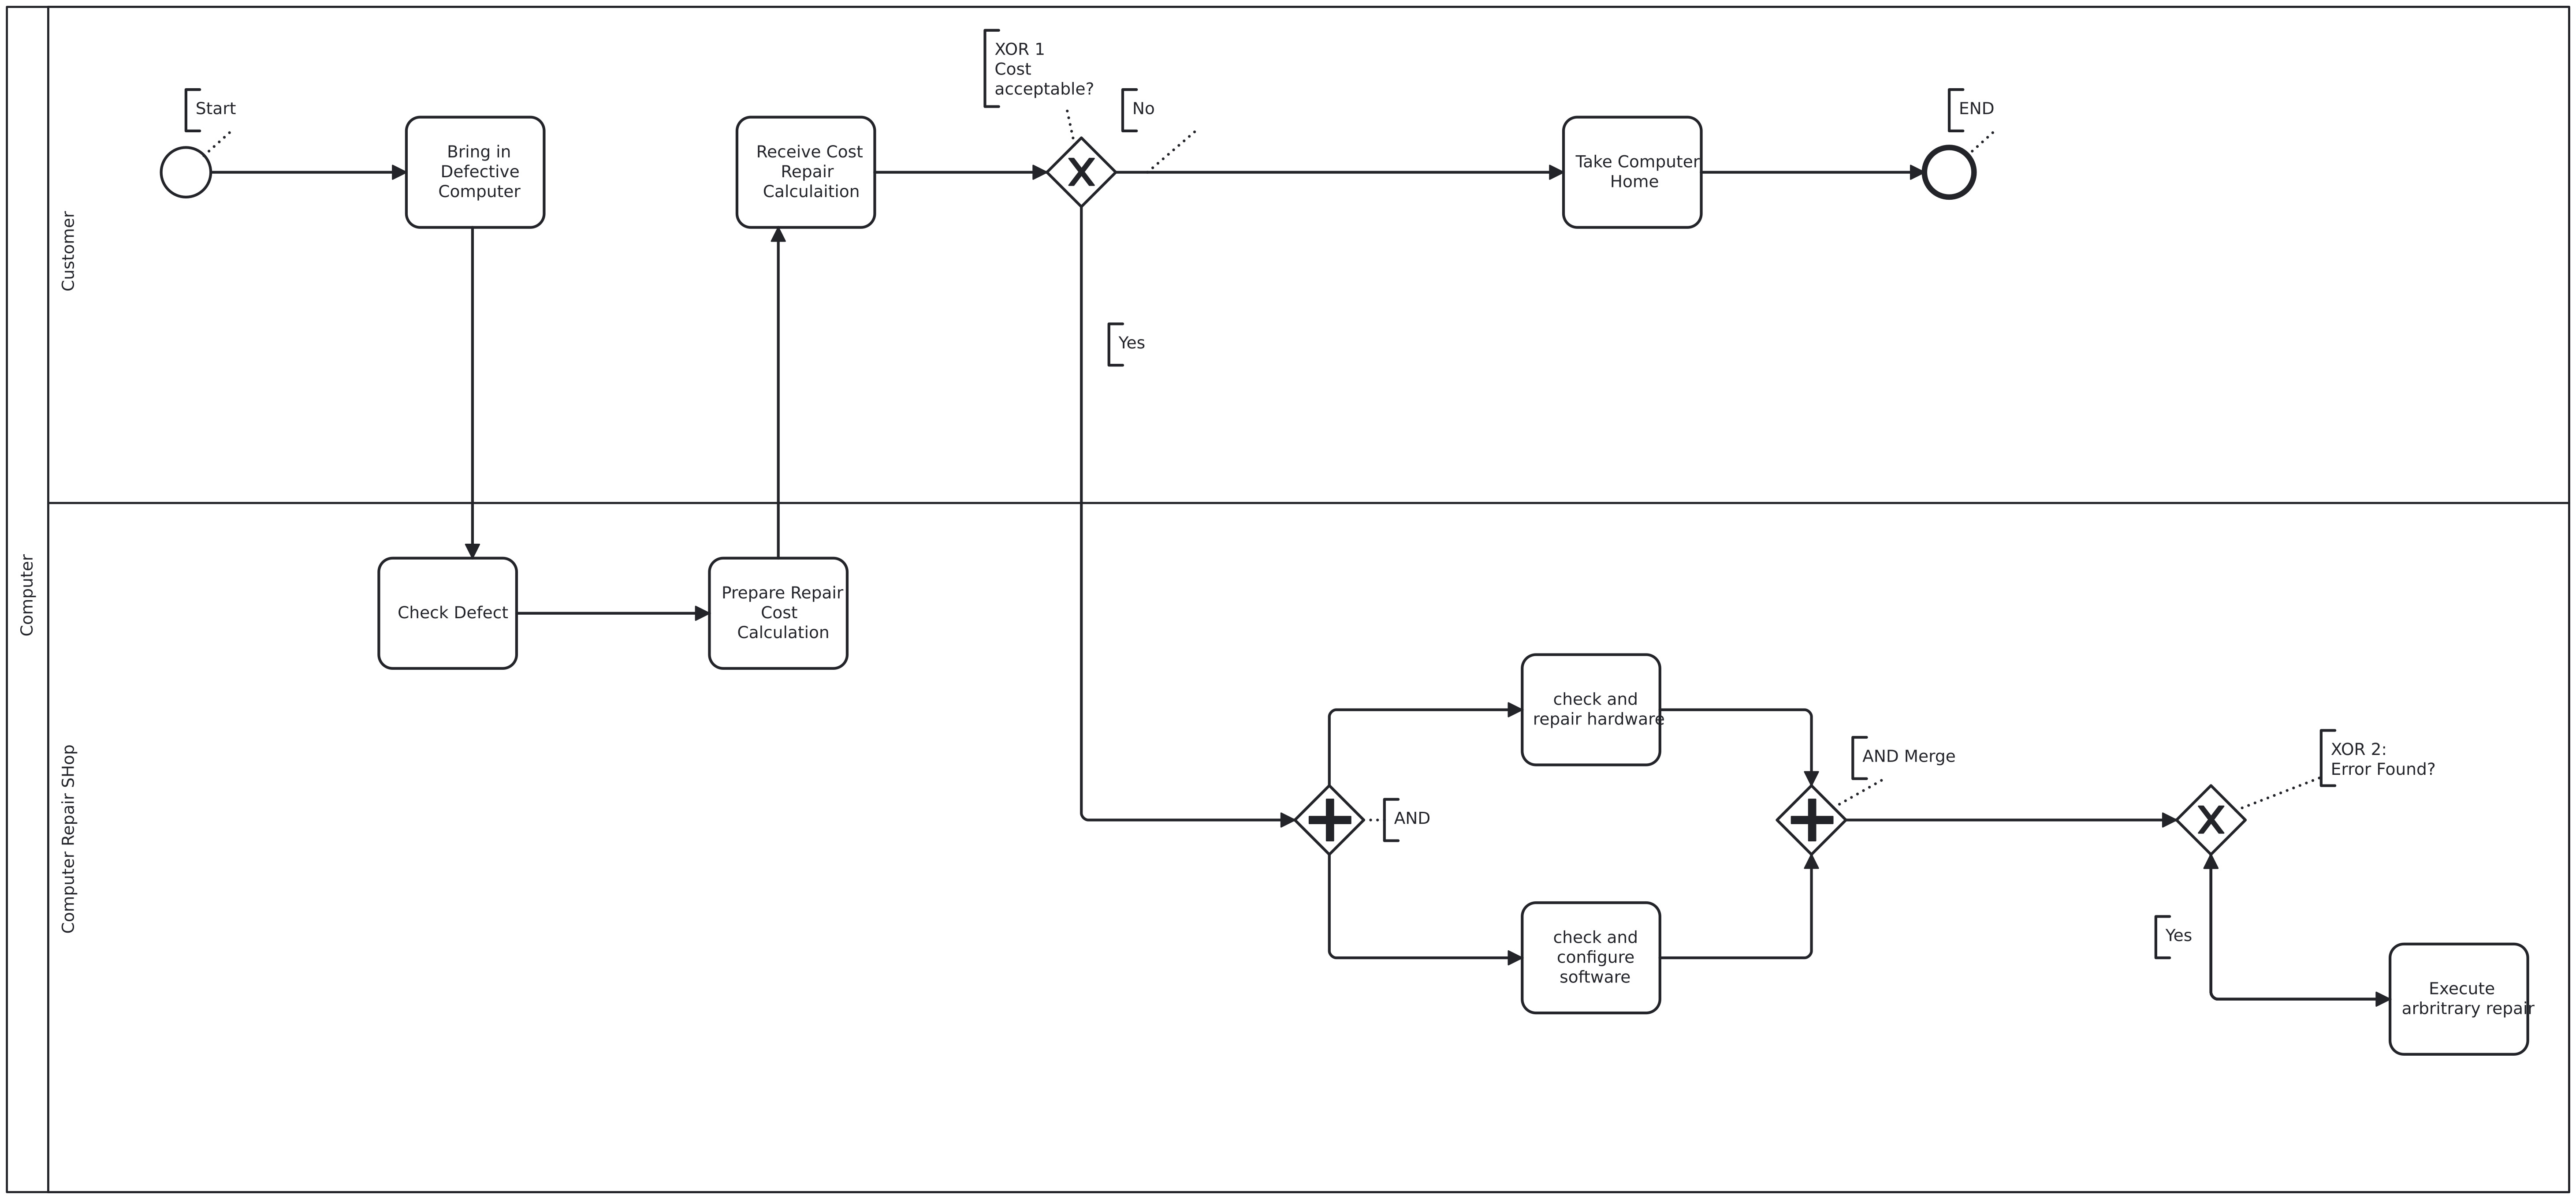 Computer
Customer
Start
Bring in
Defective
Computer
Receive Cost
Repair
Calculaition
XOR 1
Cost
acceptable?
No
Yes
Take Computer
Home
END
Computer Repair SHop
Check Defect
Prepare Repair
Cost
Calculation
AND
check and
repair hardware
check and
configure
software
AND Merge
XOR 2:
Error Found?
Yes
Execute
arbritrary repair